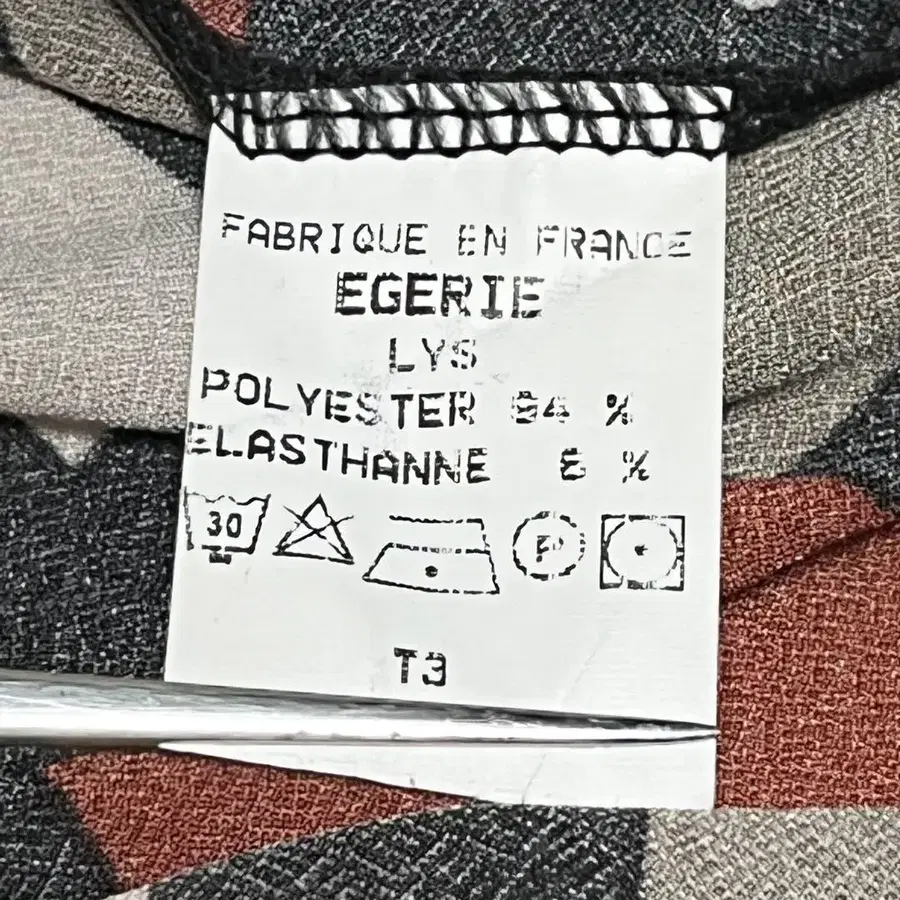 FABRIQUE EN FRANCE
EGERIE
LYS
POLYESTER 94 %
ELASTHANNE 6 %
30
P
T3